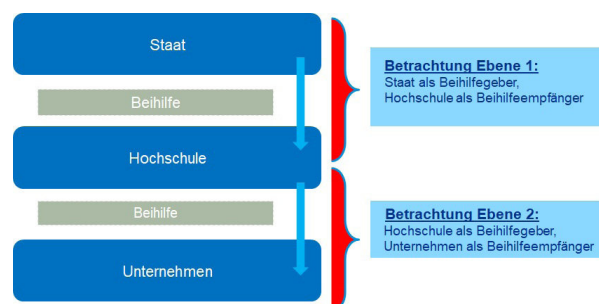 Staat
Beihilfe
Hochschule
Beihilfe
Unternehmen
Betrachtung Ebene 1:
Staat als Beihilfegeber,
Hochschule als Beihilfeempfänger
Betrachtung Ebene 2:
Hochschule als Beihilfegeber,
Unternehmen als Beihilfeempfänger